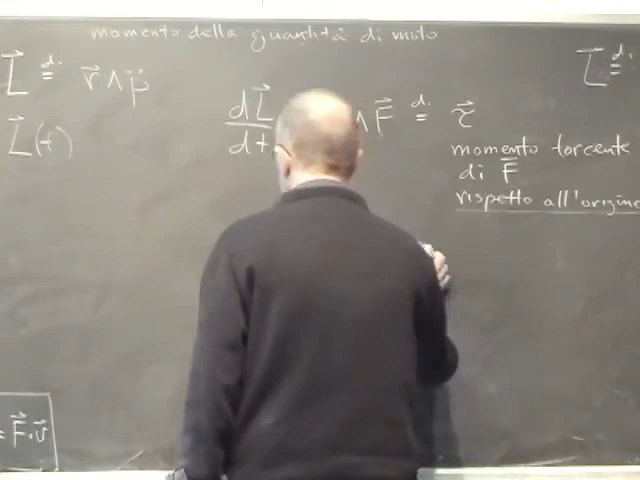 momento della quantità di moto
L⃗ =ᵈ· r⃗ ∧ p⃗
L⃗(t)
dL⃗/dt ∧ F⃗ =ᵈ· τ⃗
momento torcente
di F⃗
rispetto all'origine
L⃗ =ᵈ·
= F⃗·v⃗